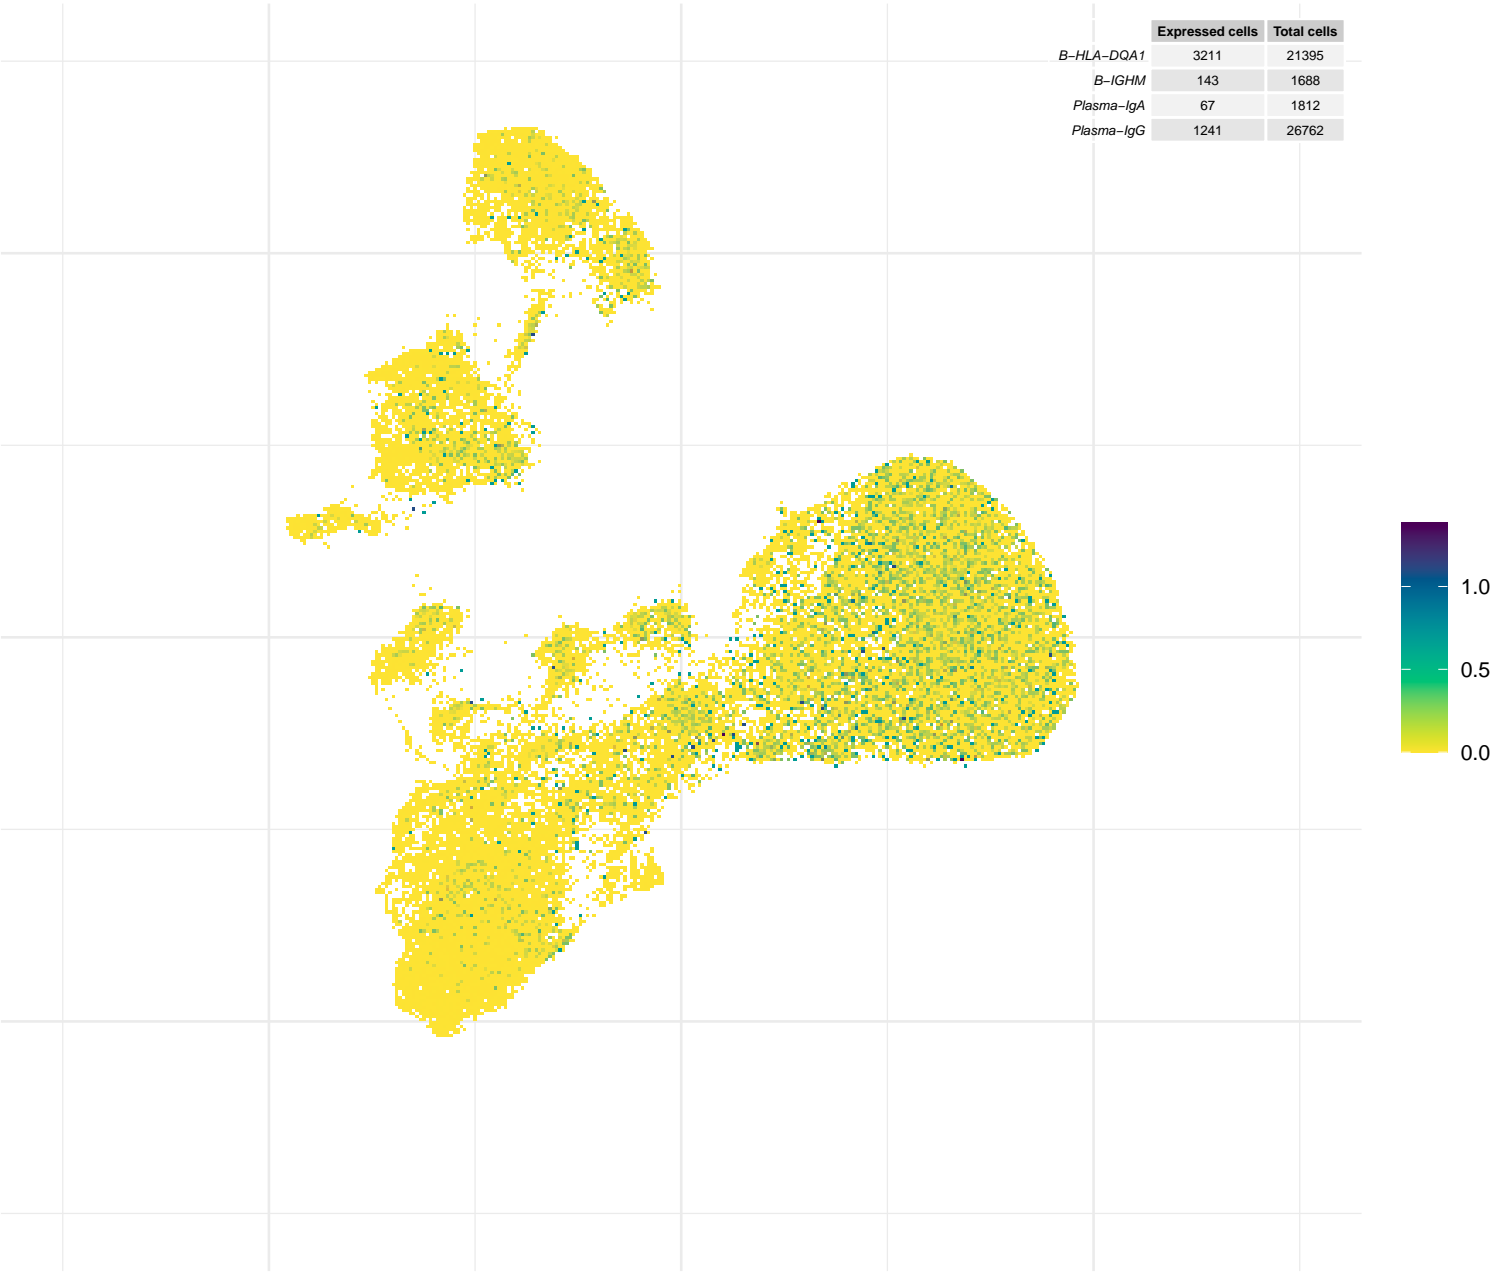 Expressed cells Total cells
B−HLA−DQA1 3211 21395
B−IGHM 143 1688
Plasma−IgA 67 1812
Plasma−IgG 1241 26762
1.0
0.5
0.0